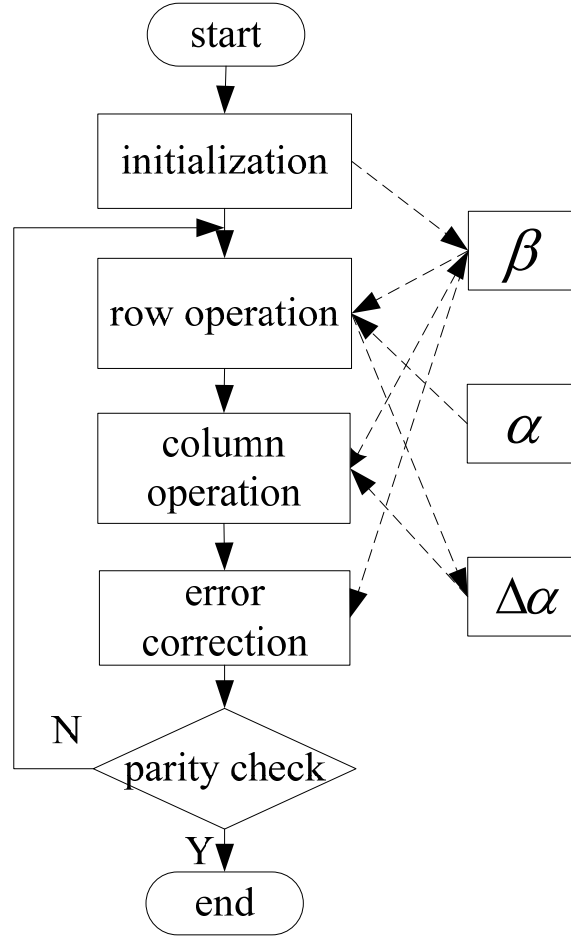 start
initialization
β
row operation
α
column
operation
Δα
error
correction
N
parity check
Y
end